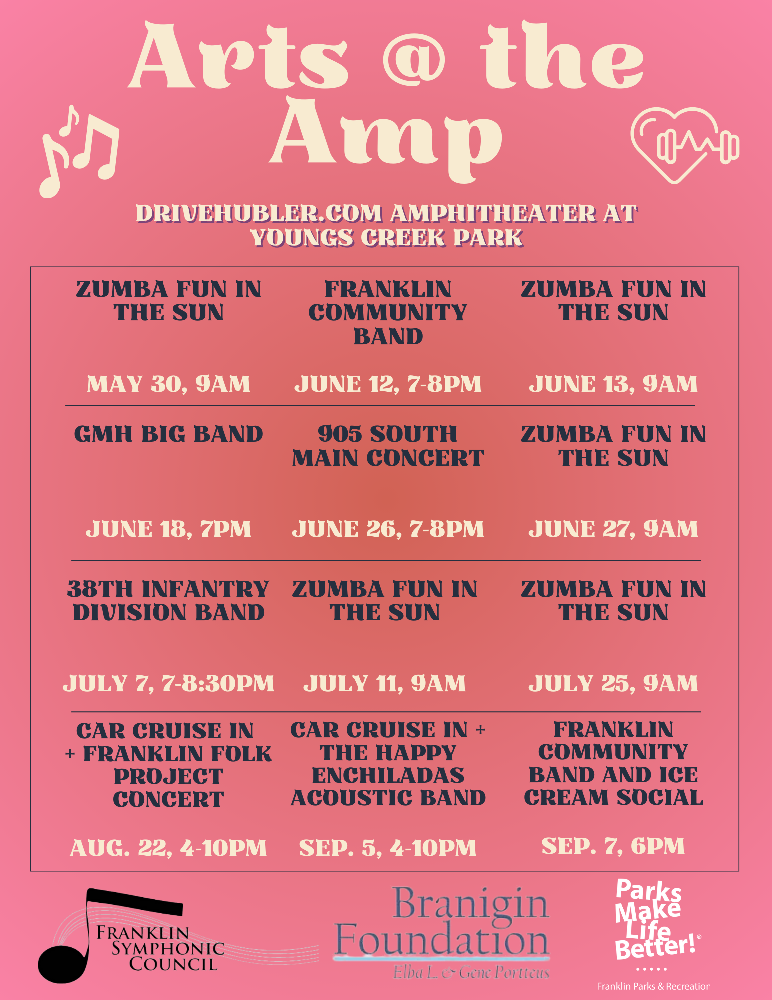 Arts @ the
Amp
DRIVEHUBLER.COM AMPHITHEATER AT
YOUNGS CREEK PARK
ZUMBA FUN IN
THE SUN
MAY 30, 9AM
FRANKLIN
COMMUNITY
BAND
JUNE 12, 7-8PM
ZUMBA FUN IN
THE SUN
JUNE 13, 9AM
GMH BIG BAND
JUNE 18, 7PM
905 SOUTH
MAIN CONCERT
JUNE 26, 7-8PM
ZUMBA FUN IN
THE SUN
JUNE 27, 9AM
38TH INFANTRY
DIVISION BAND
JULY 7, 7-8:30PM
ZUMBA FUN IN
THE SUN
JULY 11, 9AM
ZUMBA FUN IN
THE SUN
JULY 25, 9AM
CAR CRUISE IN
+ FRANKLIN FOLK
PROJECT
CONCERT
AUG. 22, 4-10PM
CAR CRUISE IN +
THE HAPPY
ENCHILADAS
ACOUSTIC BAND
SEP. 5, 4-10PM
FRANKLIN
COMMUNITY
BAND AND ICE
CREAM SOCIAL
SEP. 7, 6PM
FRANKLIN
SYMPHONIC
COUNCIL
Branigin
Foundation
Elba L. & Gene Portteus
Parks
Make
Life
Better!®
Franklin Parks & Recreation